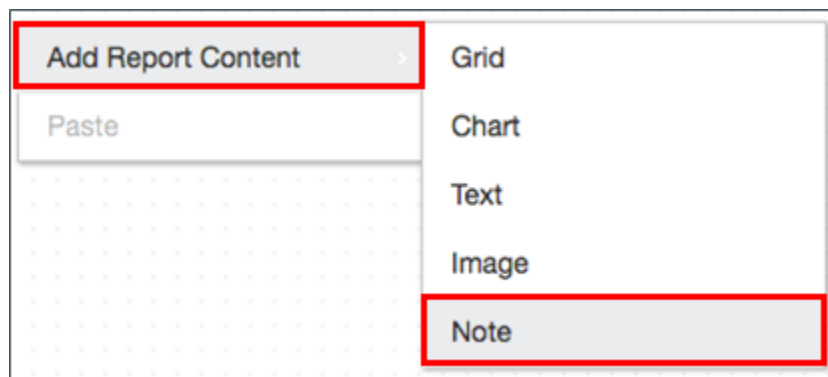 Add Report Content
Paste
Grid
Chart
Text
Image
Note